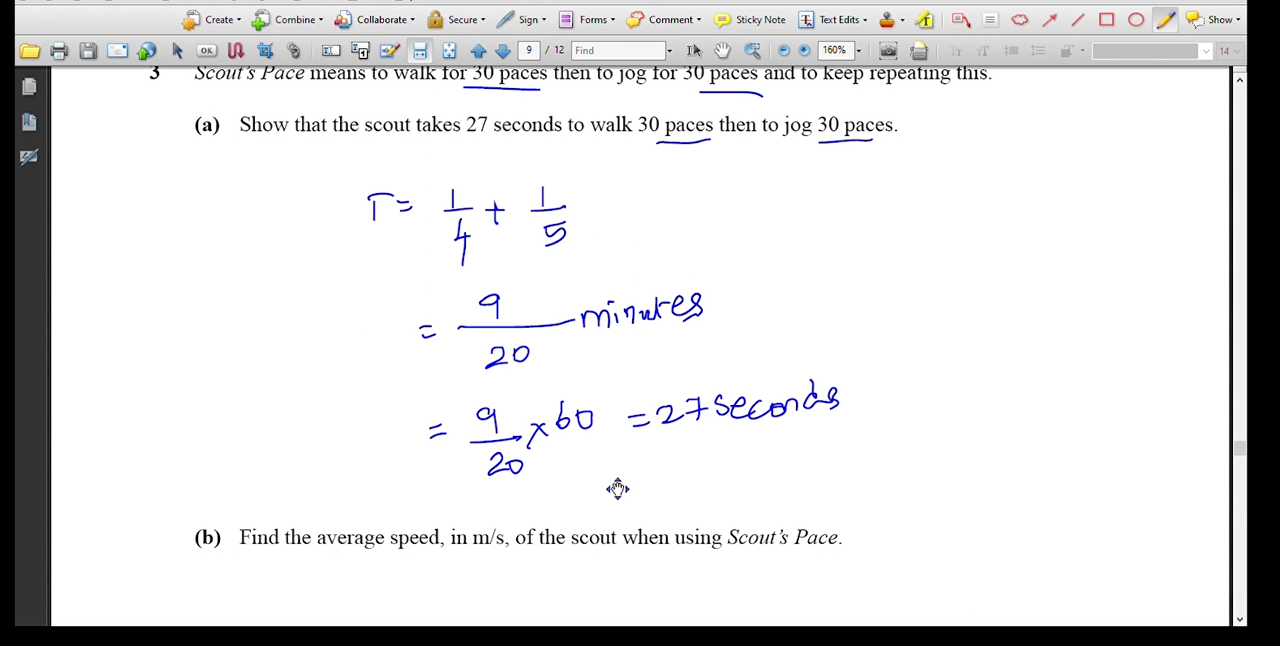 Create Combine Collaborate Secure Sign Forms Comment Sticky Note Text Edits Show
OK 9 / 12 Find 160% 14
3 Scout's Pace means to walk for 30 paces then to jog for 30 paces and to keep repeating this.
(a) Show that the scout takes 27 seconds to walk 30 paces then to jog 30 paces.
T = 1/4 + 1/5
= 9/20 minutes
= 9/20 × 60 = 27 seconds
(b) Find the average speed, in m/s, of the scout when using Scout's Pace.